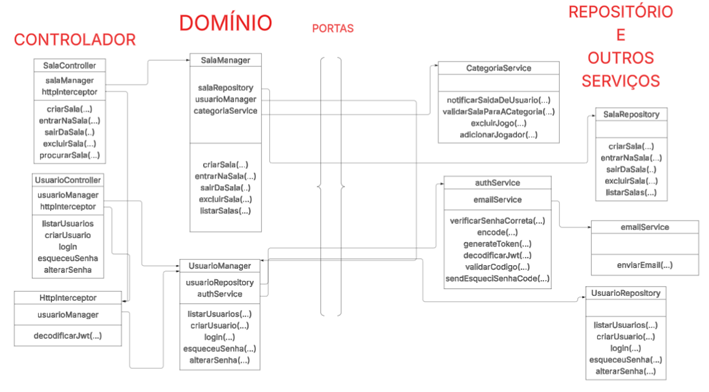 CONTROLADOR
DOMÍNIO
PORTAS
REPOSITÓRIO
E
OUTROS
SERVIÇOS
SalaController
salaManager
httpInterceptor
criarSala(...)
entrarNaSala(...)
sairDaSala(..)
excluirSala(...)
procurarSala(...)
UsuarioController
usuarioManager
httpInterceptor
listarUsuarios
criarUsuario
login
esqueceuSenha
alterarSenha
HttpInterceptor
usuarioManager
decodificarJwt(...)
SalaManager
salaRepository
usuarioManager
categoriaService
criarSala(...)
entrarNaSala(...)
sairDaSala(...)
excluirSala(...)
listarSalas(...)
UsuarioManager
usuarioRepository
authService
listarUsuarios(...)
criarUsuario(...)
login(...)
esqueceuSenha(...)
alterarSenha(...)
CategoriaService
notificarSaidaDeUsuario(...)
validarSalaParaACategoria(...)
excluirJogo(...)
adicionarJogador(...)
authService
emailService
verificarSenhaCorreta(...)
encode(...)
generateToken(...)
decodificarJwt(...)
validarCodigo(...)
sendEsqueciSenhaCode(...)
SalaRepository
criarSala(...)
entrarNaSala(...)
sairDaSala(..)
excluirSala(...)
listarSalas(...)
emailService
enviarEmail(...)
UsuarioRepository
listarUsuarios(...)
criarUsuario(...)
login(...)
esqueceuSenha(...)
alterarSenha(...)